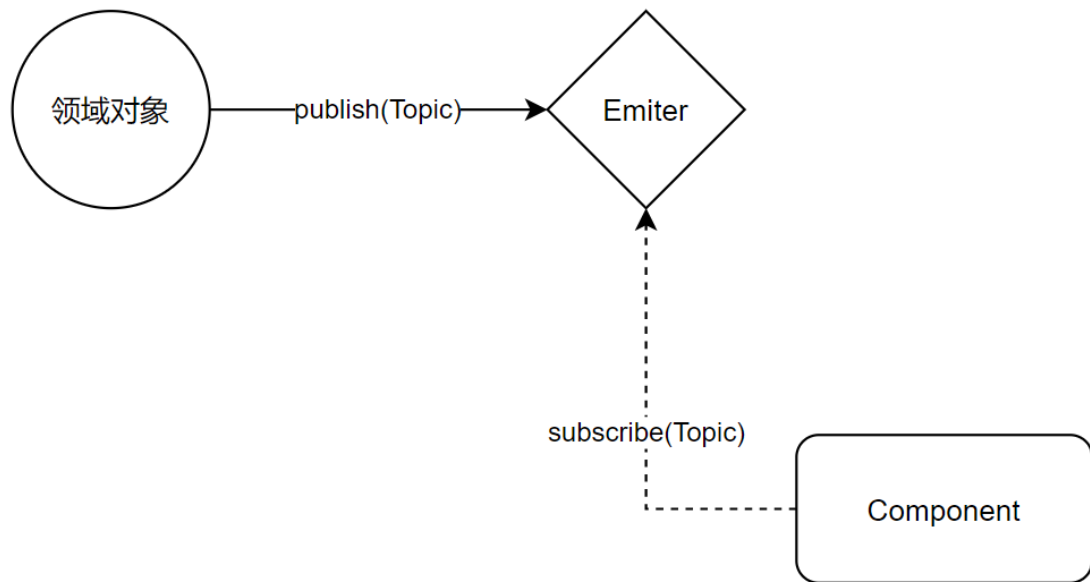 领域对象
publish(Topic)
Emiter
subscribe(Topic)
Component